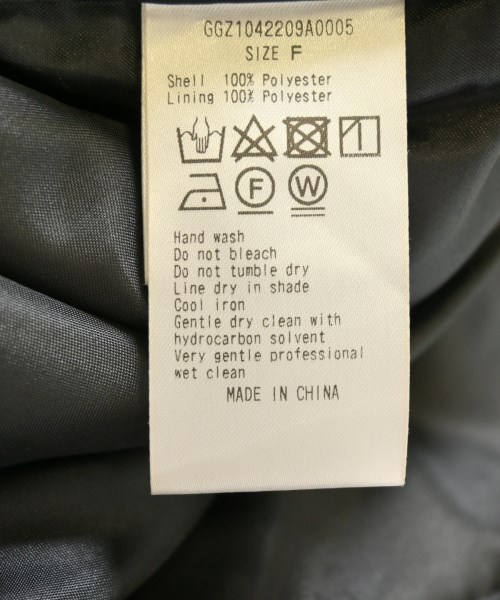 GGZ1042209A0005
SIZE F
Shell 100% Polyester
Lining 100% Polyester
F W
Hand wash
Do not bleach
Do not tumble dry
Line dry in shade
Cool iron
Gentle dry clean with
hydrocarbon solvent
Very gentle professional
wet clean
MADE IN CHINA